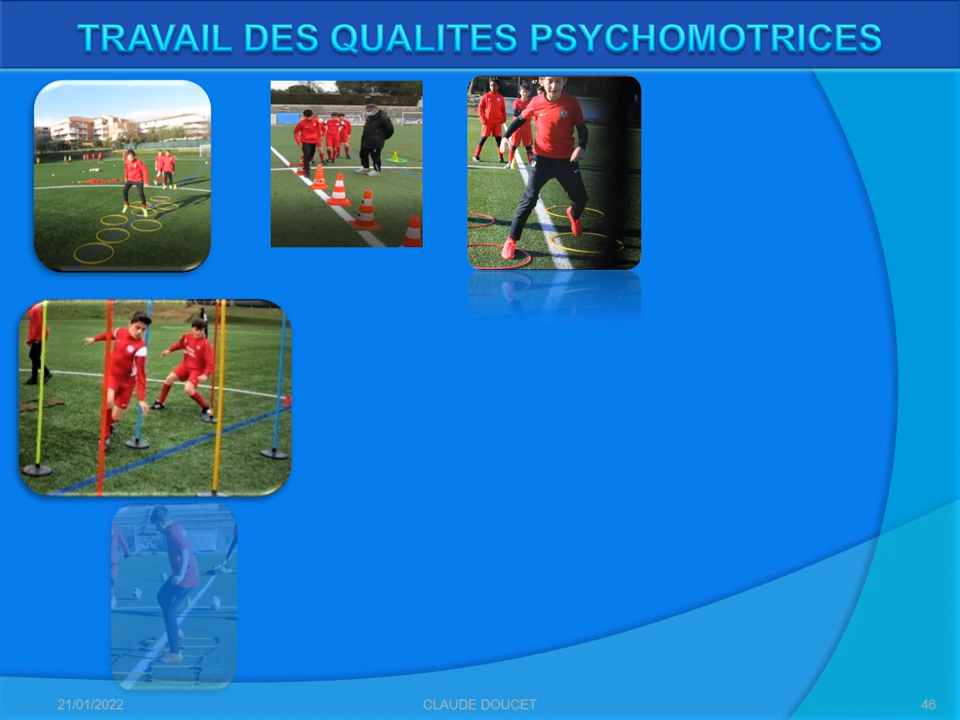 TRAVAIL DES QUALITES PSYCHOMOTRICES
21/01/2022
CLAUDE DOUCET
46